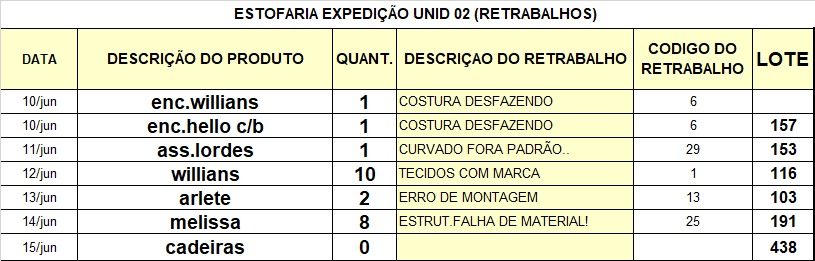 ESTOFARIA EXPEDIÇÃO UNID 02 (RETRABALHOS)
DATA DESCRIÇÃO DO PRODUTO QUANT. DESCRIÇAO DO RETRABALHO CODIGO DO RETRABALHO LOTE
10/jun enc.willians 1 COSTURA DESFAZENDO 6
10/jun enc.hello c/b 1 COSTURA DESFAZENDO 6 157
11/jun ass.lordes 1 CURVADO FORA PADRÃO.. 29 153
12/jun willians 10 TECIDOS COM MARCA 1 116
13/jun arlete 2 ERRO DE MONTAGEM 13 103
14/jun melissa 8 ESTRUT.FALHA DE MATERIAL! 25 191
15/jun cadeiras 0 438